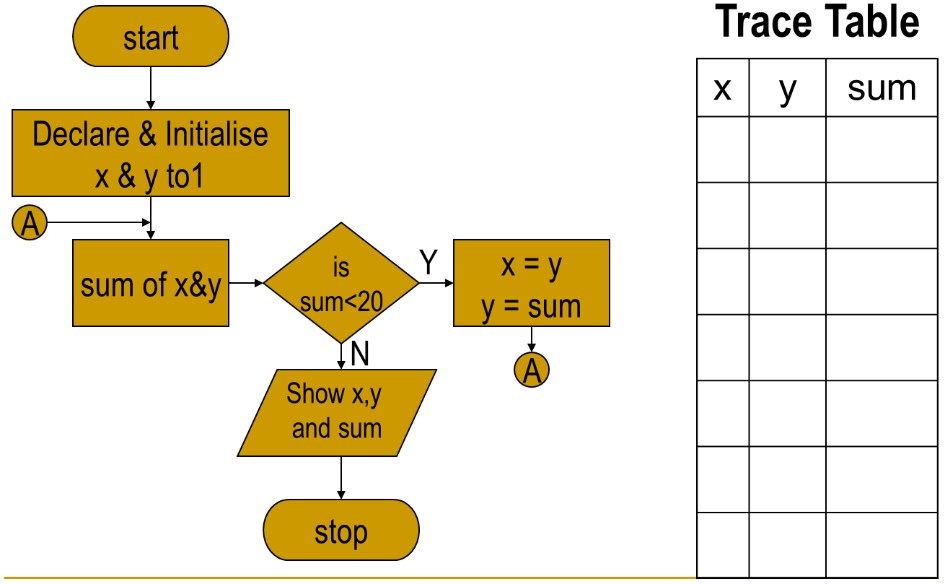 start
Declare & Initialise
x & y to1
A
sum of x&y
is
sum<20
Y
x = y
y = sum
A
N
Show x,y
and sum
stop
Trace Table
x y sum